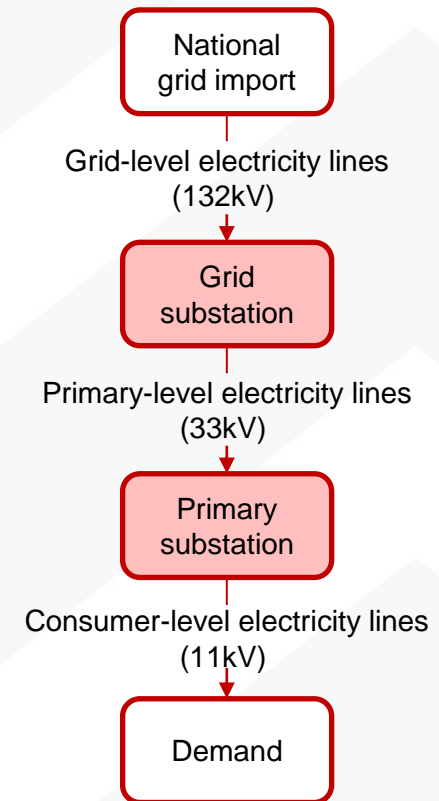 National
grid import
Grid-level electricity lines
(132kV)
Grid
substation
Primary-level electricity lines
(33kV)
Primary
substation
Consumer-level electricity lines
(11kV)
Demand